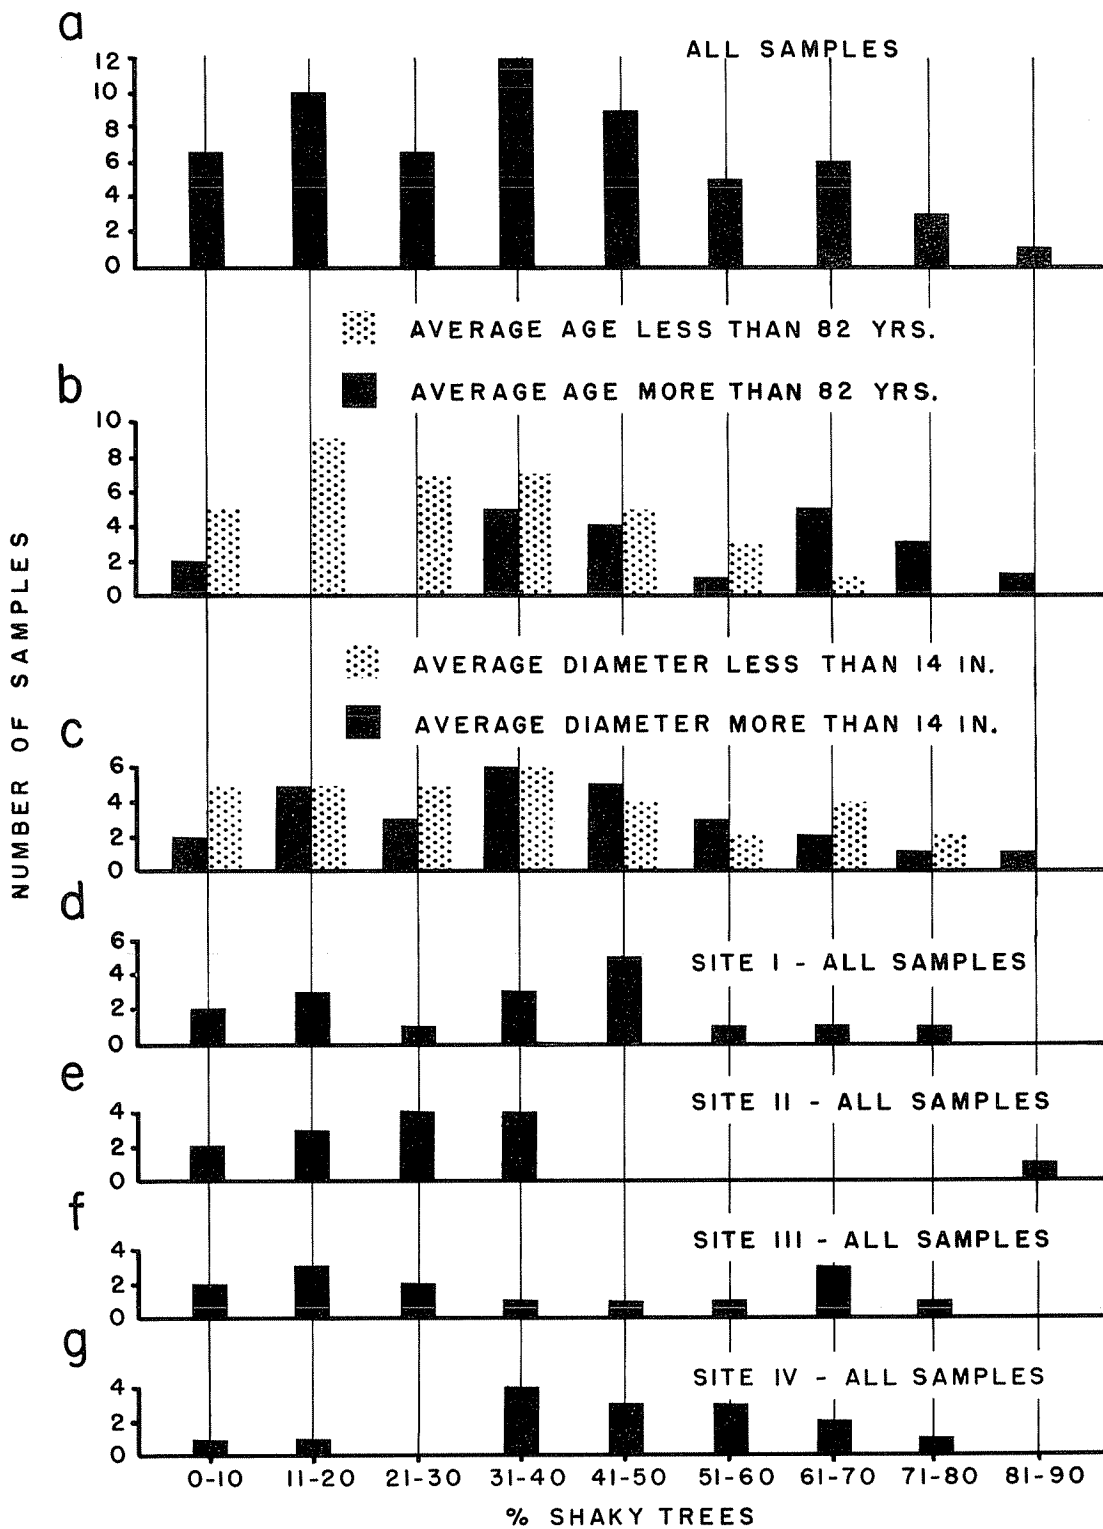 a
ALL SAMPLES
12
10
8
6
4
2
0
AVERAGE AGE LESS THAN 82 YRS.
AVERAGE AGE MORE THAN 82 YRS.
b
10
8
6
4
2
0
NUMBER OF SAMPLES
AVERAGE DIAMETER LESS THAN 14 IN.
AVERAGE DIAMETER MORE THAN 14 IN.
c
6
4
2
0
d
SITE I - ALL SAMPLES
6
4
2
0
e
SITE II - ALL SAMPLES
4
2
0
f
SITE III - ALL SAMPLES
4
2
0
g
SITE IV - ALL SAMPLES
4
2
0
0-10 11-20 21-30 31-40 41-50 51-60 61-70 71-80 81-90
% SHAKY TREES